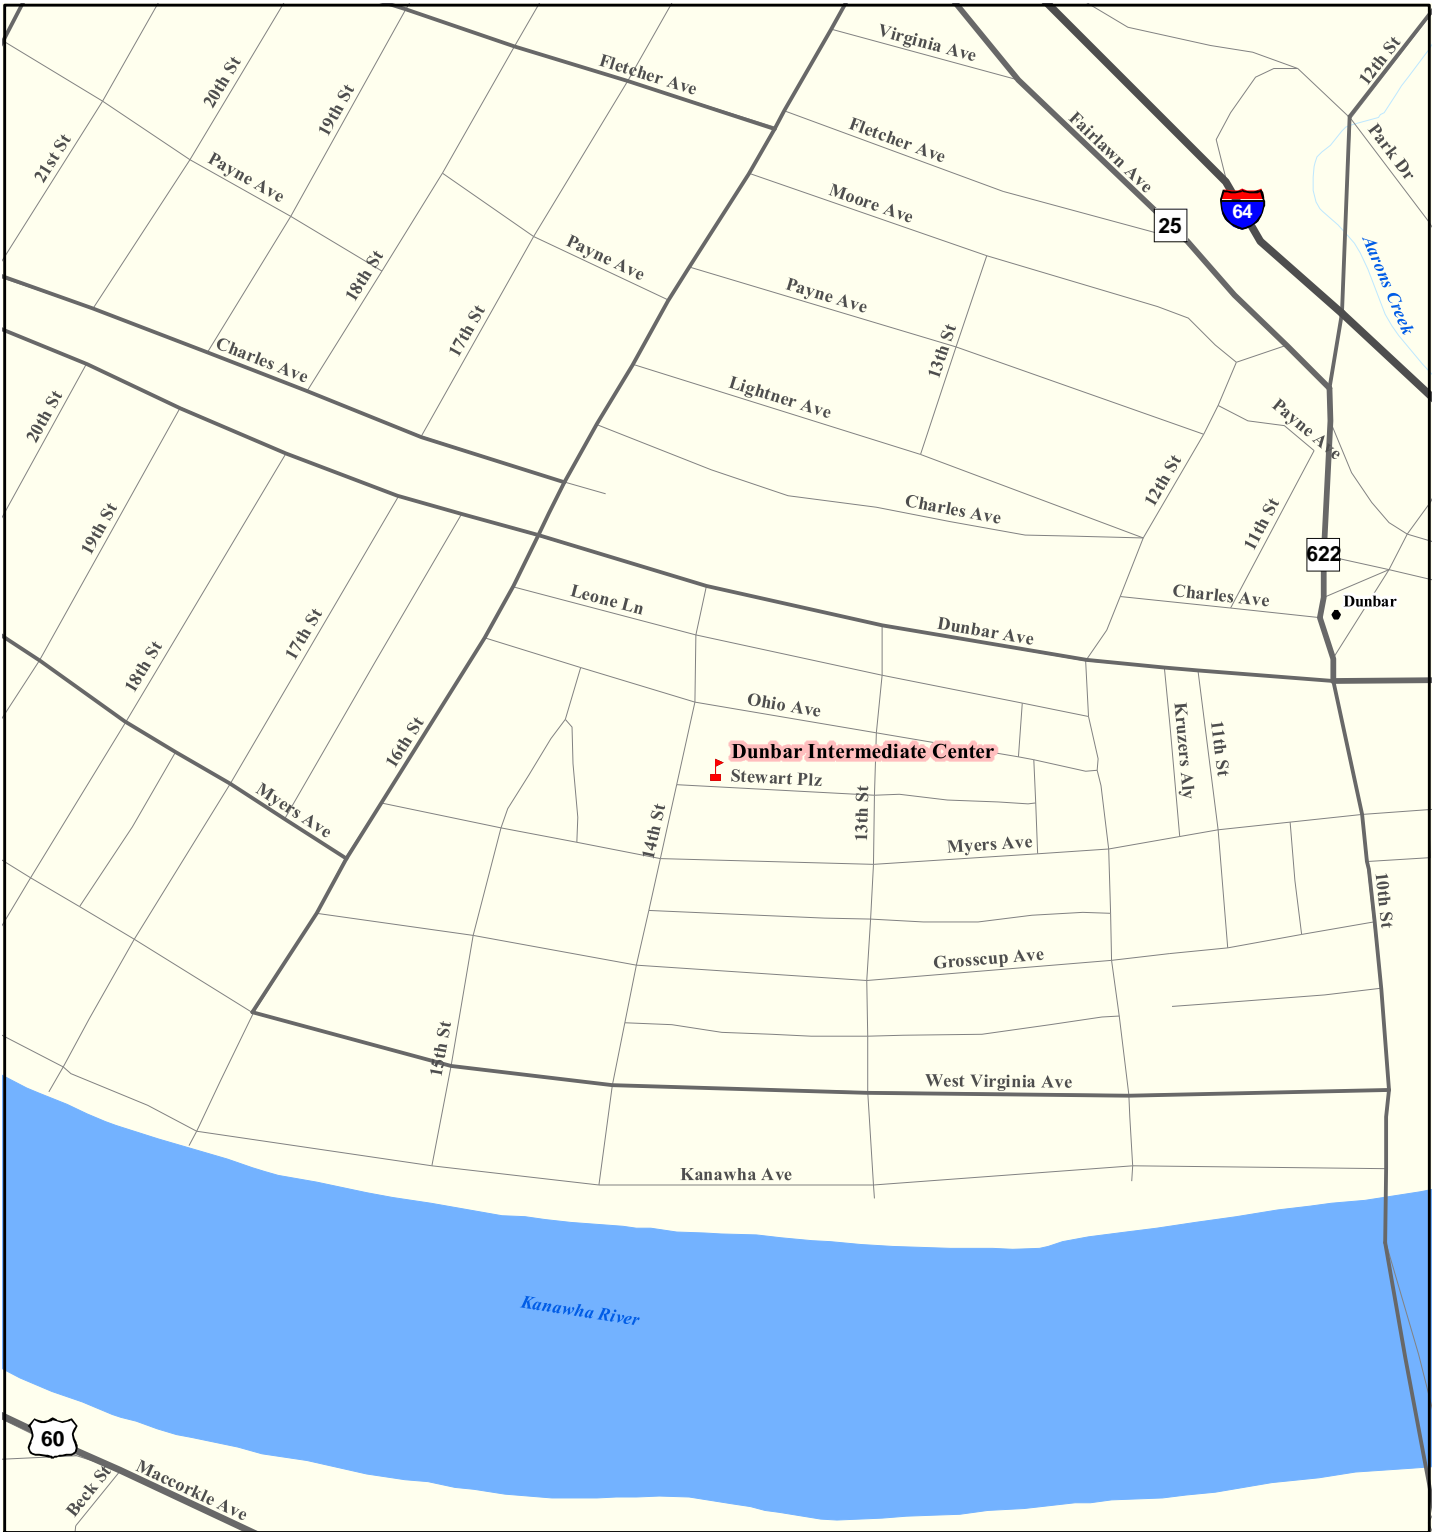 Virginia Ave
12th St
Fletcher Ave
20th St
19th St
Fairlawn Ave
Fletcher Ave
Park Dr
21st St
Payne Ave
Moore Ave
64
25
Payne Ave
18th St
Aarons Creek
Payne Ave
17th St
13th St
Charles Ave
Lightner Ave
20th St
Payne Ave
12th St
Charles Ave
19th St
11th St
622
Leone Ln
Charles Ave
Dunbar
17th St
Dunbar Ave
18th St
Ohio Ave
16th St
Kruzers Aly
11th St
Dunbar Intermediate Center
Stewart Plz
Myers Ave
14th St
13th St
Myers Ave
10th St
Grosscup Ave
15th St
West Virginia Ave
Kanawha Ave
Kanawha River
60
Beck St
Maccorkle Ave